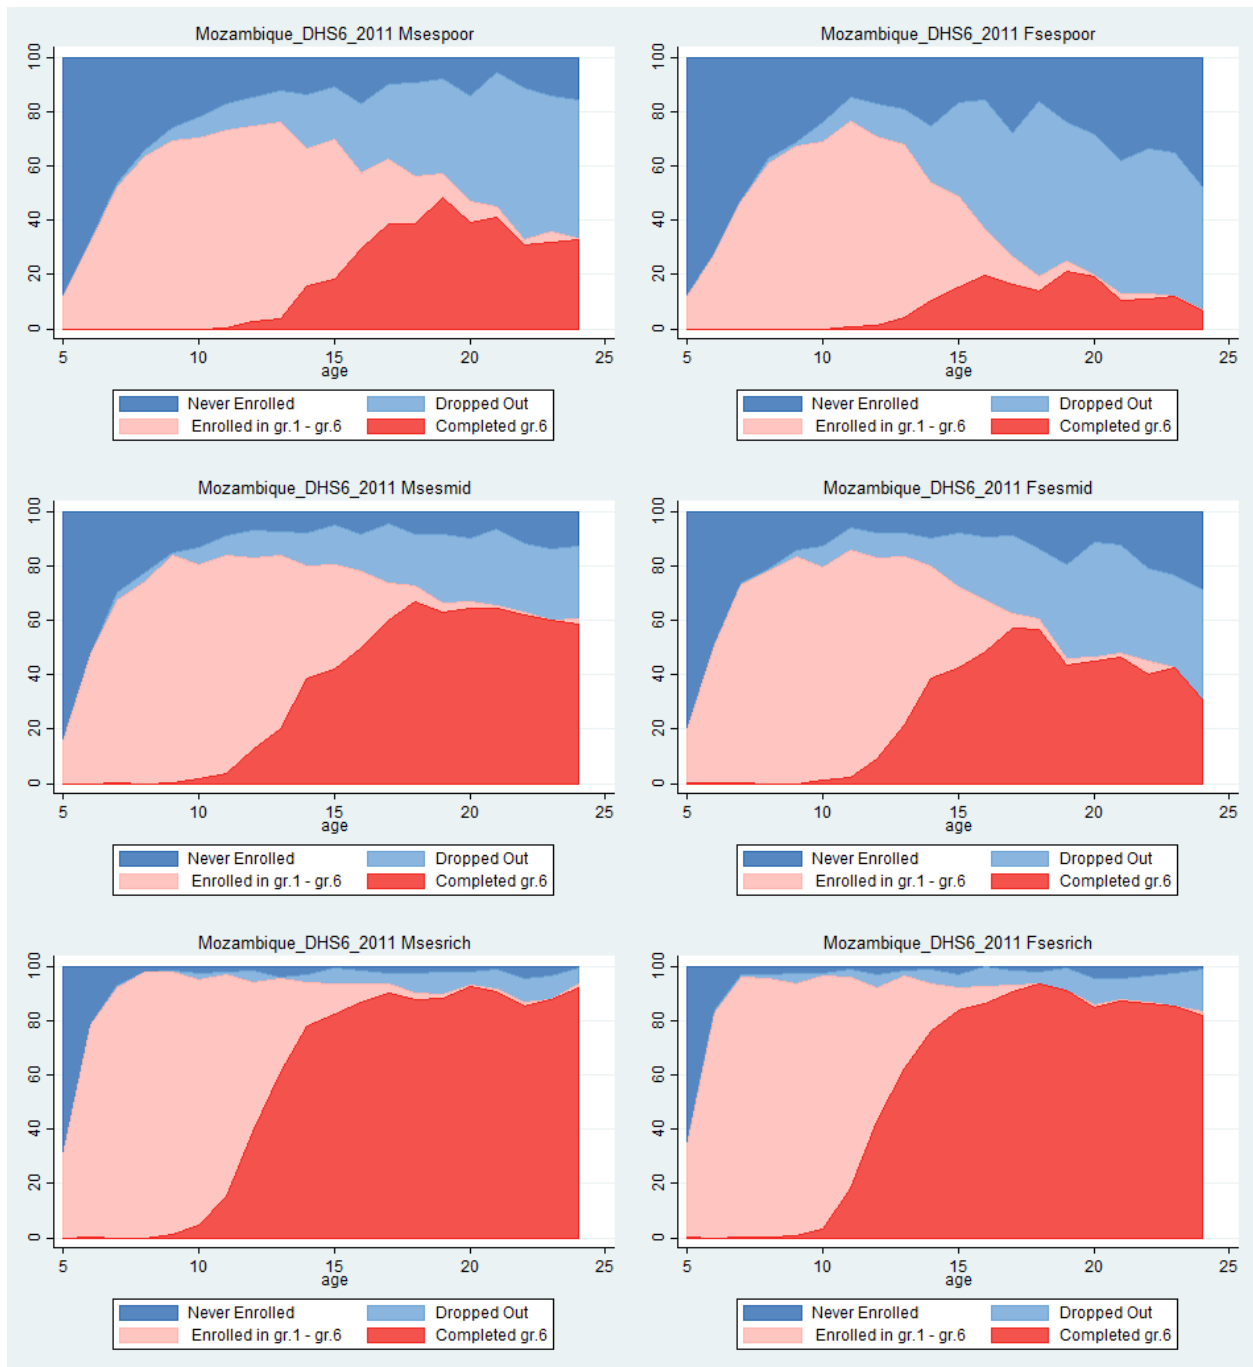 Mozambique_DHS6_2011 Msespoor
100
80
60
40
20
0
5 10 15 20 25
age
Never Enrolled Dropped Out
Enrolled in gr.1 - gr.6 Completed gr.6
Mozambique_DHS6_2011 Fsespoor
100
80
60
40
20
0
5 10 15 20 25
age
Never Enrolled Dropped Out
Enrolled in gr.1 - gr.6 Completed gr.6
Mozambique_DHS6_2011 Msesmid
100
80
60
40
20
0
5 10 15 20 25
age
Never Enrolled Dropped Out
Enrolled in gr.1 - gr.6 Completed gr.6
Mozambique_DHS6_2011 Fsesmid
100
80
60
40
20
0
5 10 15 20 25
age
Never Enrolled Dropped Out
Enrolled in gr.1 - gr.6 Completed gr.6
Mozambique_DHS6_2011 Msesrich
100
80
60
40
20
0
5 10 15 20 25
age
Never Enrolled Dropped Out
Enrolled in gr.1 - gr.6 Completed gr.6
Mozambique_DHS6_2011 Fsesrich
100
80
60
40
20
0
5 10 15 20 25
age
Never Enrolled Dropped Out
Enrolled in gr.1 - gr.6 Completed gr.6